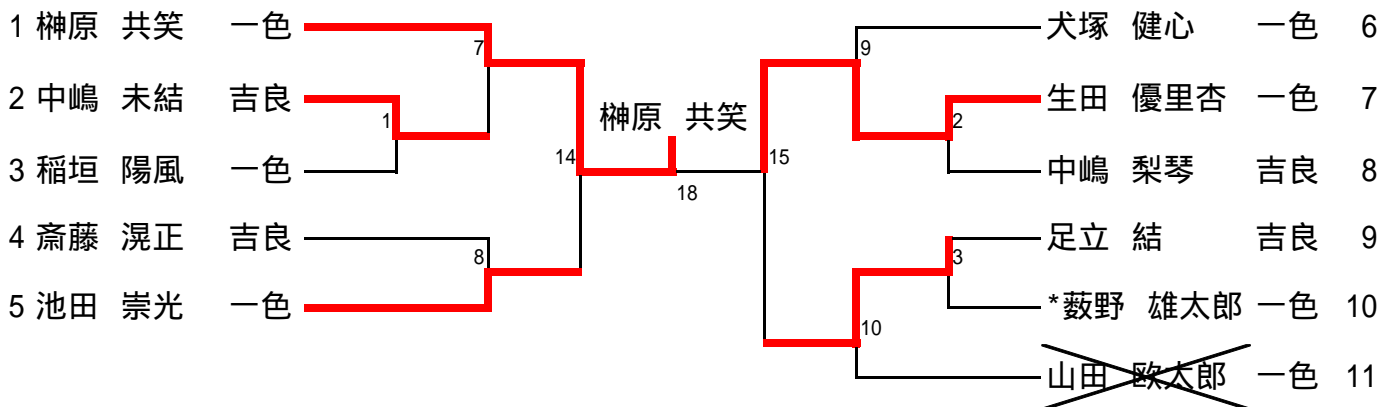 1 榊原 共笑 一色
2 中嶋 未結 吉良
3 稲垣 陽風 一色
4 斎藤 滉正 吉良
5 池田 崇光 一色
7
1
8
14
榊原 共笑
18
15
9
2
3
10
犬塚 健心 一色 6
生田 優里杏 一色 7
中嶋 梨琴 吉良 8
足立 結 吉良 9
*薮野 雄太郎 一色 10
山田 欧太郎 一色 11